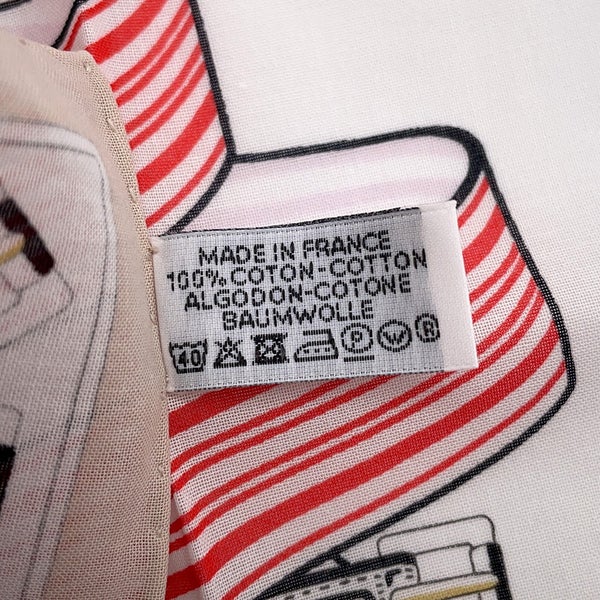 MADE IN FRANCE
100% COTON - COTTON
ALGODON - COTONE
BAUMWOLLE
40 P W ®